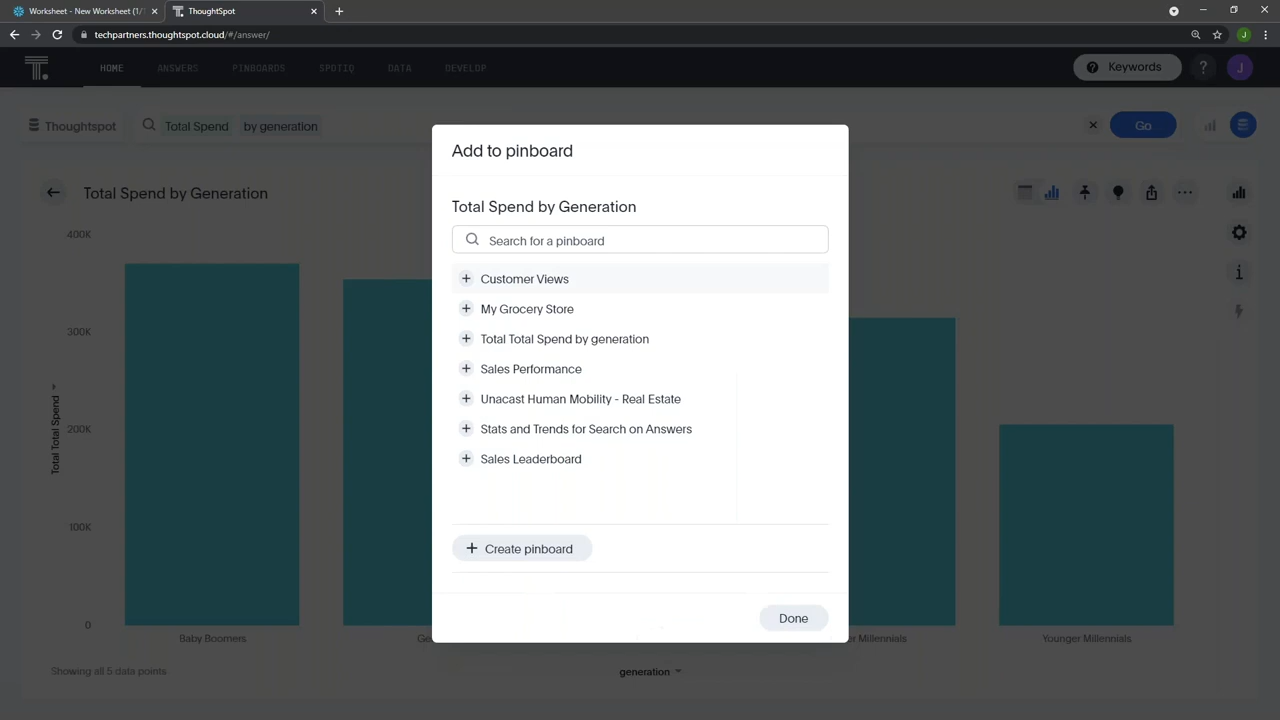 Worksheet - New Worksheet (1/
ThoughtSpot
techpartners.thoughtspot.cloud/#/answer/
J
T.
HOME
ANSWERS
PINBOARDS
SPOTIQ
DATA
DEVELOP
Keywords
?
J
Thoughtspot
Total Spend
by generation
Go
Total Spend by Generation
Add to pinboard
Total Spend by Generation
Search for a pinboard
Customer Views
My Grocery Store
Total Total Spend by generation
Sales Performance
Unacast Human Mobility - Real Estate
Stats and Trends for Search on Answers
Sales Leaderboard
Create pinboard
Done
400K
300K
200K
100K
0
Total Total Spend
Baby Boomers
Ge
r Millennials
Younger Millennials
Showing all 5 data points
generation